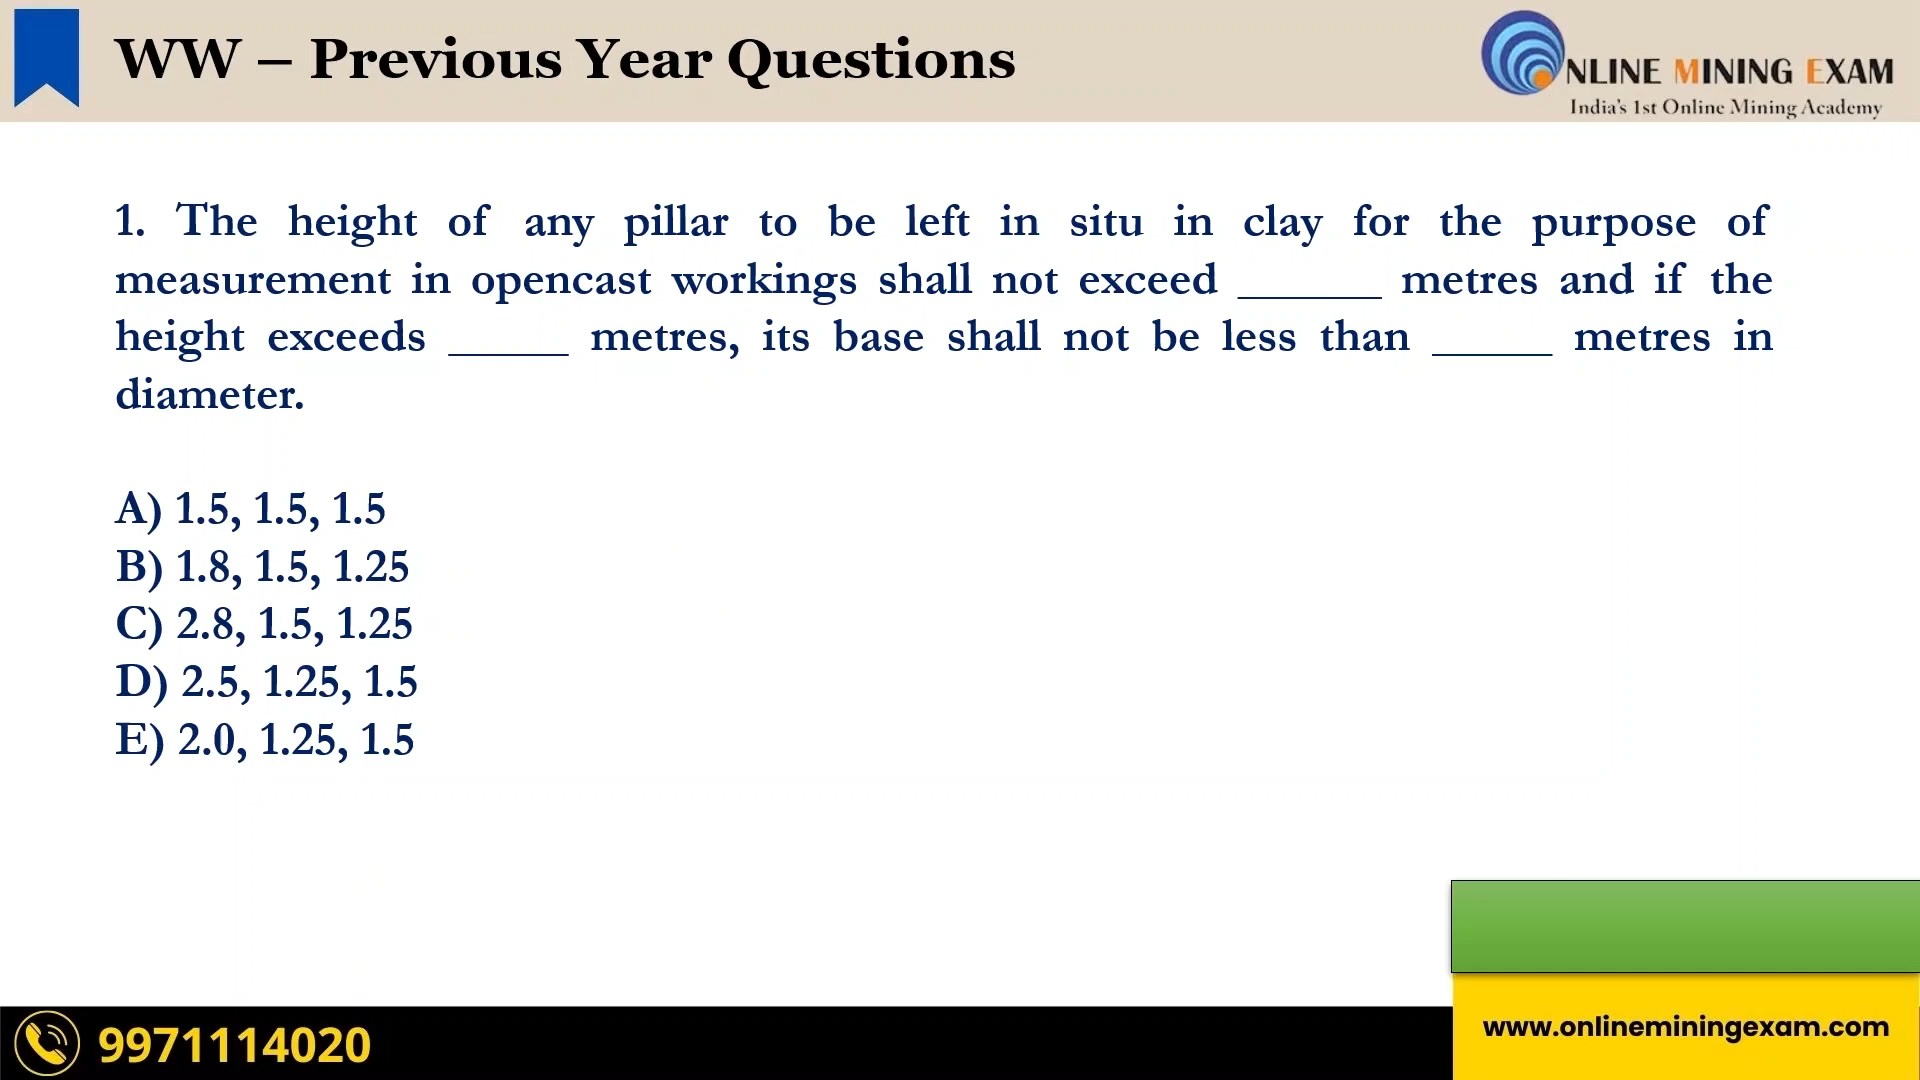 WW – Previous Year Questions
NLINE MINING EXAM
India's 1st Online Mining Academy
1. The height of any pillar to be left in situ in clay for the purpose of
measurement in opencast workings shall not exceed ______ metres and if the
height exceeds _____ metres, its base shall not be less than _____ metres in
diameter.
A) 1.5, 1.5, 1.5
B) 1.8, 1.5, 1.25
C) 2.8, 1.5, 1.25
D) 2.5, 1.25, 1.5
E) 2.0, 1.25, 1.5
9971114020
www.onlineminingexam.com